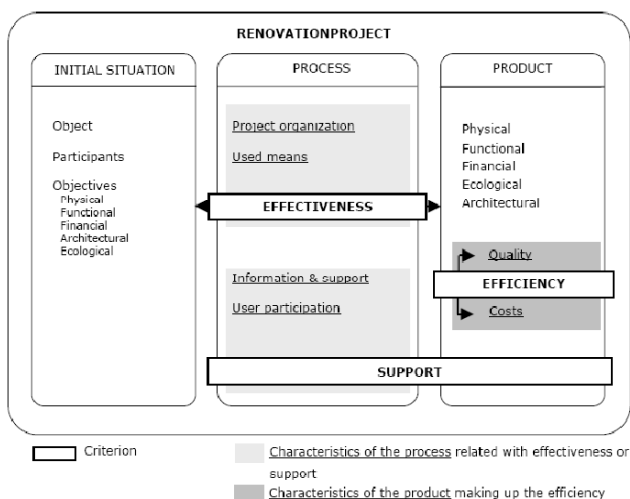 RENOVATIONPROJECT
INITIAL SITUATION
Object
Participants
Objectives
Physical
Functional
Financial
Architectural
Ecological
PROCESS
Project organization
Used means
EFFECTIVENESS
Information & support
User participation
PRODUCT
Physical
Functional
Financial
Ecological
Architectural
Quality
EFFICIENCY
Costs
SUPPORT
Criterion
Characteristics of the process related with effectiveness or
support
Characteristics of the product making up the efficiency